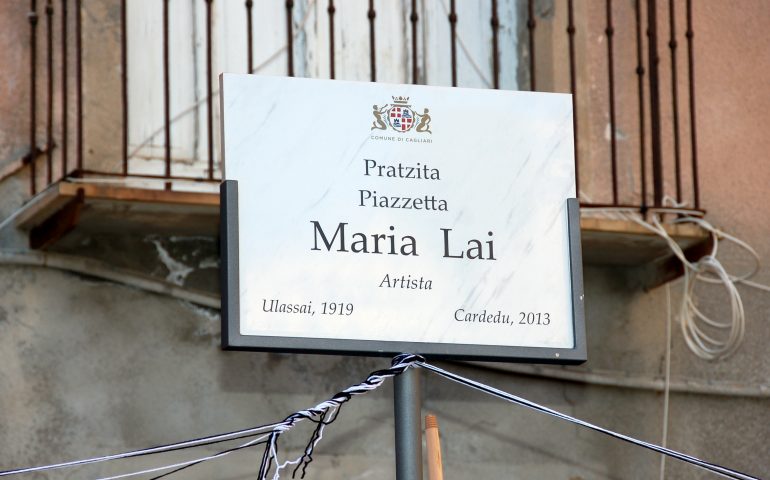 COMUNE DI CAGLIARI
Pratzita
Piazzetta
Maria Lai
Artista
Ulassai, 1919
Cardedu, 2013